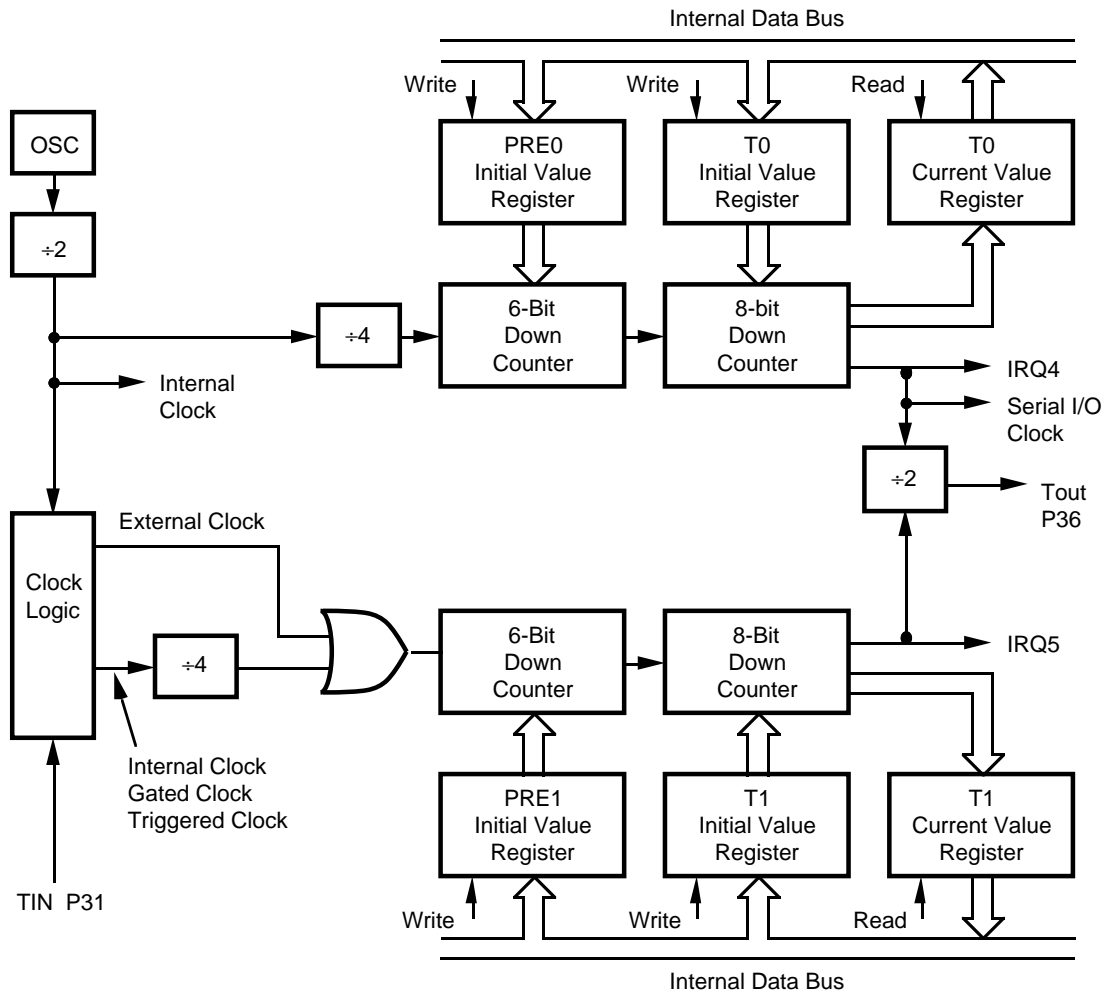 Internal Data Bus
Write
Write
Read
OSC
PRE0
Initial Value
Register
T0
Initial Value
Register
T0
Current Value
Register
÷2
÷4
6-Bit
Down
Counter
8-bit
Down
Counter
Internal
Clock
IRQ4
Serial I/O
Clock
÷2
Tout
P36
External Clock
Clock
Logic
÷4
6-Bit
Down
Counter
8-Bit
Down
Counter
IRQ5
Internal Clock
Gated Clock
Triggered Clock
PRE1
Initial Value
Register
T1
Initial Value
Register
T1
Current Value
Register
TIN P31
Write
Write
Read
Internal Data Bus